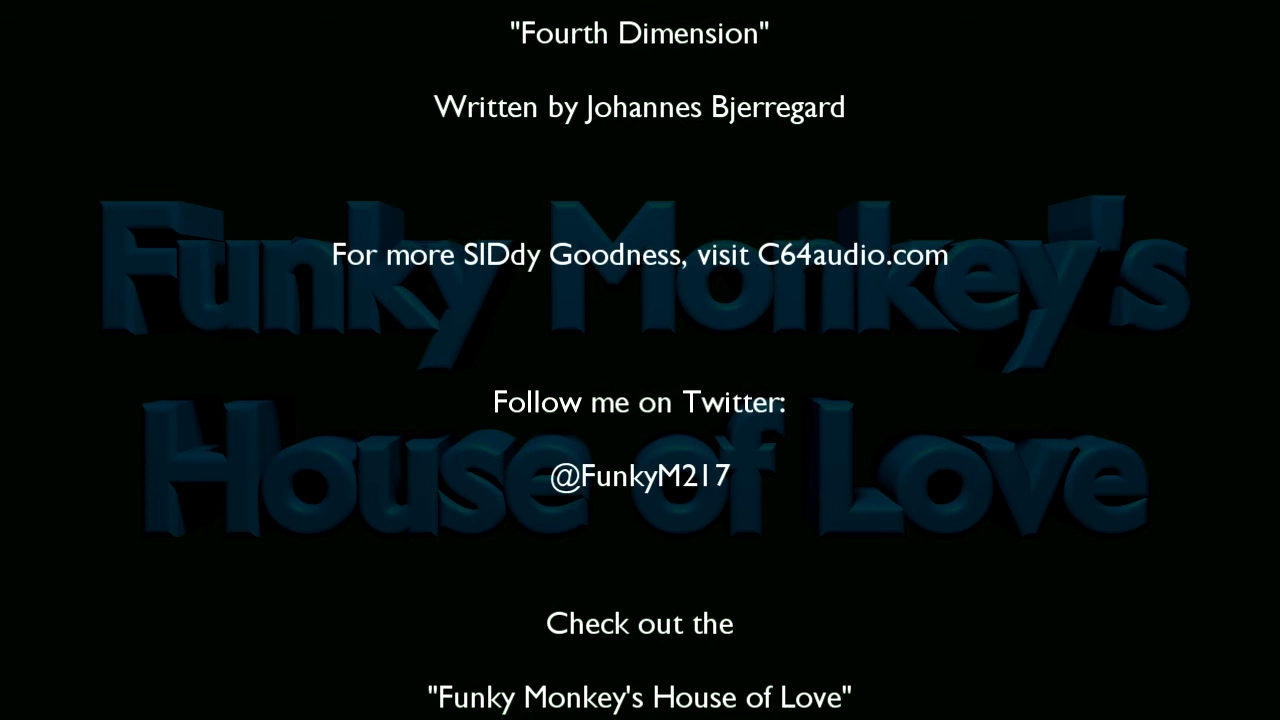 "Fourth Dimension"
Written by Johannes Bjerregard
Funky Monkey's
For more SIDdy Goodness, visit C64audio.com
House of Love
Follow me on Twitter:
@FunkyM217
Check out the
"Funky Monkey's House of Love"